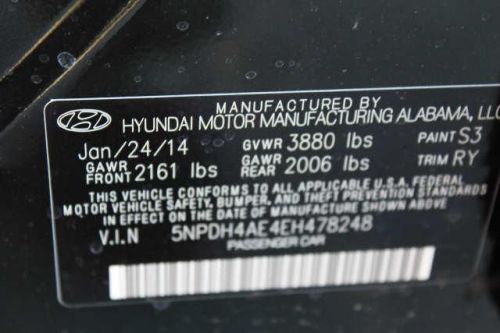 MANUFACTURED BY
HYUNDAI MOTOR MANUFACTURING ALABAMA, LLC
Jan/24/14 GVWR 3880 lbs PAINT S3
GAWR FRONT 2161 lbs GAWR REAR 2006 lbs TRIM RY
THIS VEHICLE CONFORMS TO ALL APPLICABLE U.S.A. FEDERAL
MOTOR VEHICLE SAFETY, BUMPER, AND THEFT PREVENTION STANDARDS
IN EFFECT ON THE DATE OF MANUFACTURE SHOWN ABOVE
V.I.N 5NPDH4AE4EH478248
PASSENGER CAR